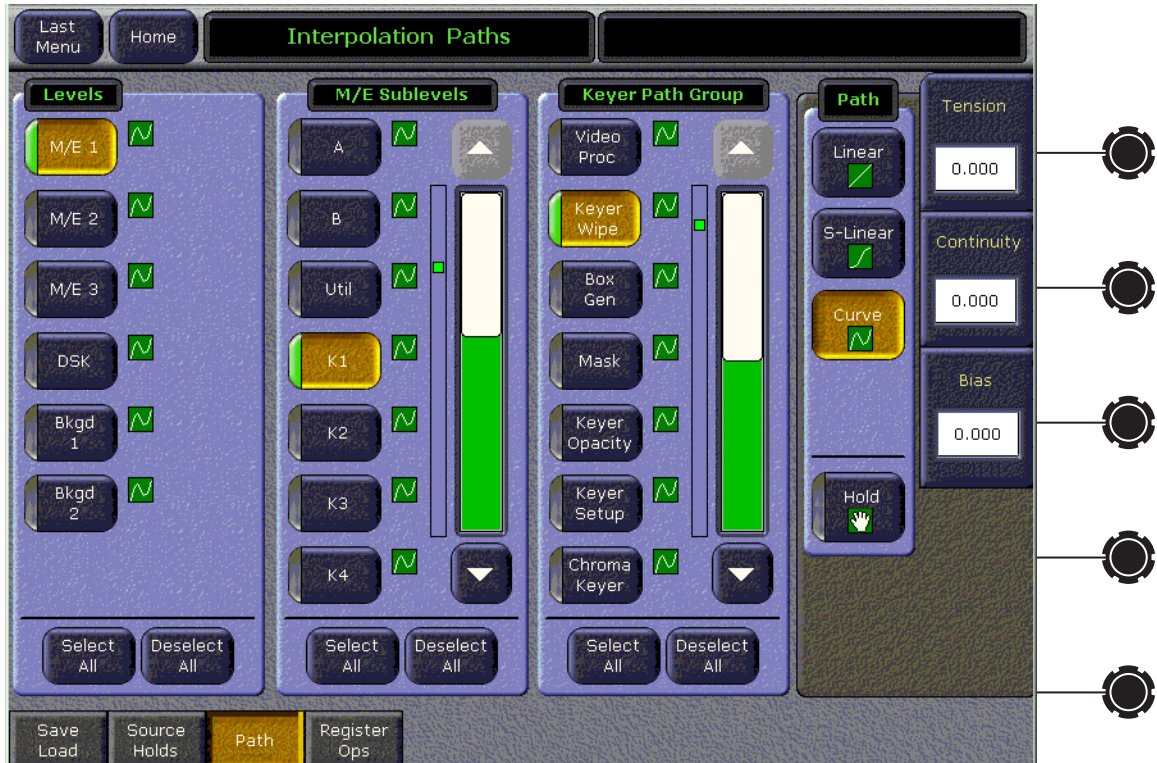 Last
Menu
Home
Interpolation Paths
Levels
M/E 1
M/E 2
M/E 3
DSK
Bkgd
1
Bkgd
2
Select
All
Deselect
All
M/E Sublevels
A
B
Util
K1
K2
K3
K4
Select
All
Deselect
All
Keyer Path Group
Video
Proc
Keyer
Wipe
Box
Gen
Mask
Keyer
Opacity
Keyer
Setup
Chroma
Keyer
Select
All
Deselect
All
Path
Linear
S-Linear
Curve
Hold
Tension
0.000
Continuity
0.000
Bias
0.000
Save
Load
Source
Holds
Path
Register
Ops